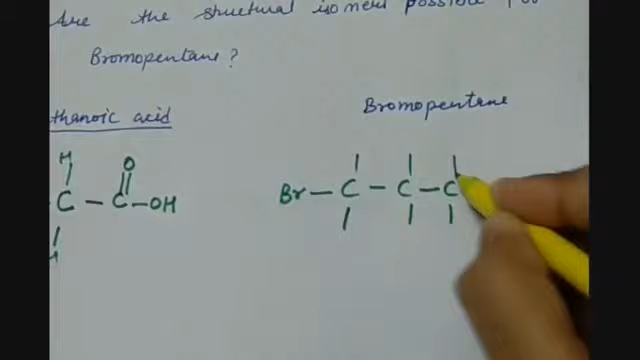 Are the structural isomers possible for
Bromopentane?
thanoic acid
Bromopentane
H O
C – C – OH
H
Br – C – C – C